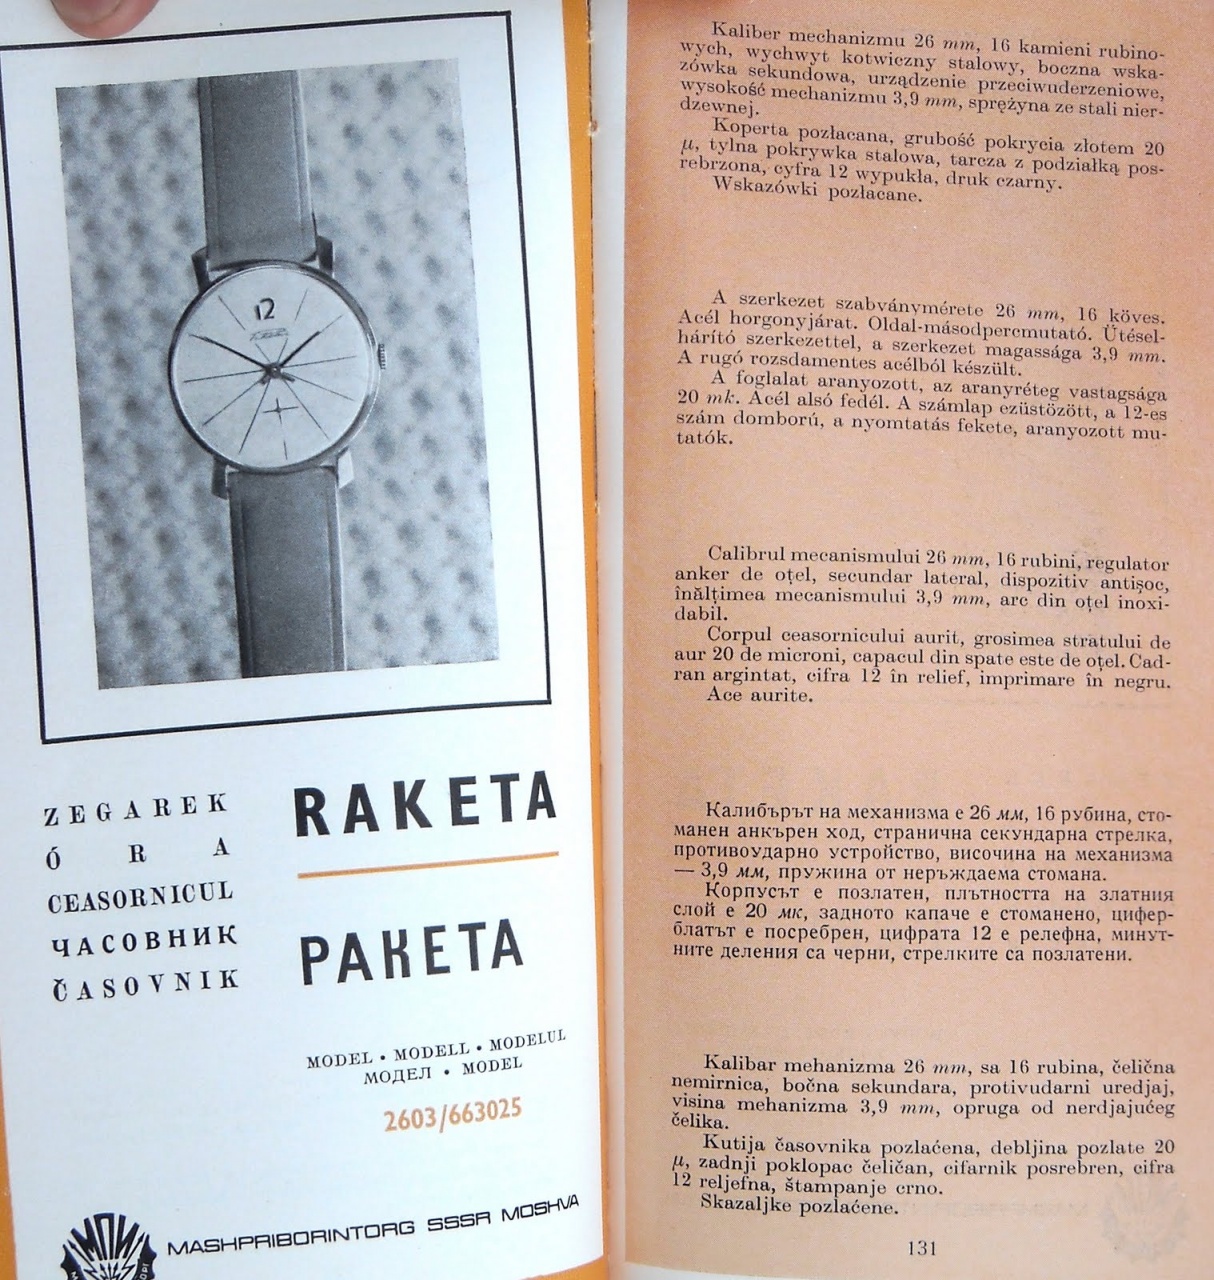 12
ZEGAREK
ÓRA
CEASORNICUL
ЧАСОВНИК
ČASOVNIK
RAKETA
РАКЕТА
MODEL • MODELL • MODELUL
МОДЕЛ • MODEL
2603/663025
МПИ
MASHPRIBORINTORG SSSR MOSHVA
Kaliber mechanizmu 26 mm, 16 kamieni rubino-
wych, wychwyt kotwiczny stalowy, boczna wska-
zówka sekundowa, urządzenie przeciwuderzeniowe,
wysokość mechanizmu 3,9 mm, sprężyna ze stali nier-
dzewnej.
Koperta pozłacana, grubość pokrycia złotem 20
μ, tylna pokrywka stalowa, tarcza z podziałką pos-
rebrzona, cyfra 12 wypukła, druk czarny.
Wskazówki pozłacane.
A szerkezet szabványmérete 26 mm, 16 köves.
Acél horgonyjárat. Oldal-másodpercmutató. Ütésel-
hárító szerkezettel, a szerkezet magassága 3,9 mm.
A rugó rozsdamentes acélból készült.
A foglalat aranyozott, az aranyréteg vastagsága
20 mk. Acél alsó fedél. A számlap ezüstözött, a 12-es
szám domború, a nyomtatás fekete, aranyozott mu-
tatók.
Calibrul mecanismului 26 mm, 16 rubini, regulator
anker de oțel, secundar lateral, dispozitiv antișoc,
înălțimea mecanismului 3,9 mm, arc din oțel inoxi-
dabil.
Corpul ceasornicului aurit, grosimea stratului de
aur 20 de microni, capacul din spate este de oțel. Cad-
ran argintat, cifra 12 în relief, imprimare în negru.
Ace aurite.
Калибърът на механизма е 26 мм, 16 рубина, сто-
манен анкърен ход, странична секундарна стрелка,
противоударно устройство, височина на механизма
— 3,9 мм, пружина от неръждаема стомана.
Корпусът е позлатен, плътността на златния
слой е 20 мк, задното капаче е стоманено, цифер-
блатът е посребрен, цифрата 12 е релефна, минут-
ните деления са черни, стрелките са позлатени.
Kalibar mehanizma 26 mm, sa 16 rubina, čelična
nemirnica, bočna sekundara, protivudarni uredjaj,
visina mehanizma 3,9 mm, opruga od nerdjajućeg
čelika.
Kutija časovnika pozlaćena, debljina pozlate 20
μ, zadnji poklopac čeličan, cifarnik posrebren, cifra
12 reljefna, štampanje crno.
Skazaljke pozlaćene.
131